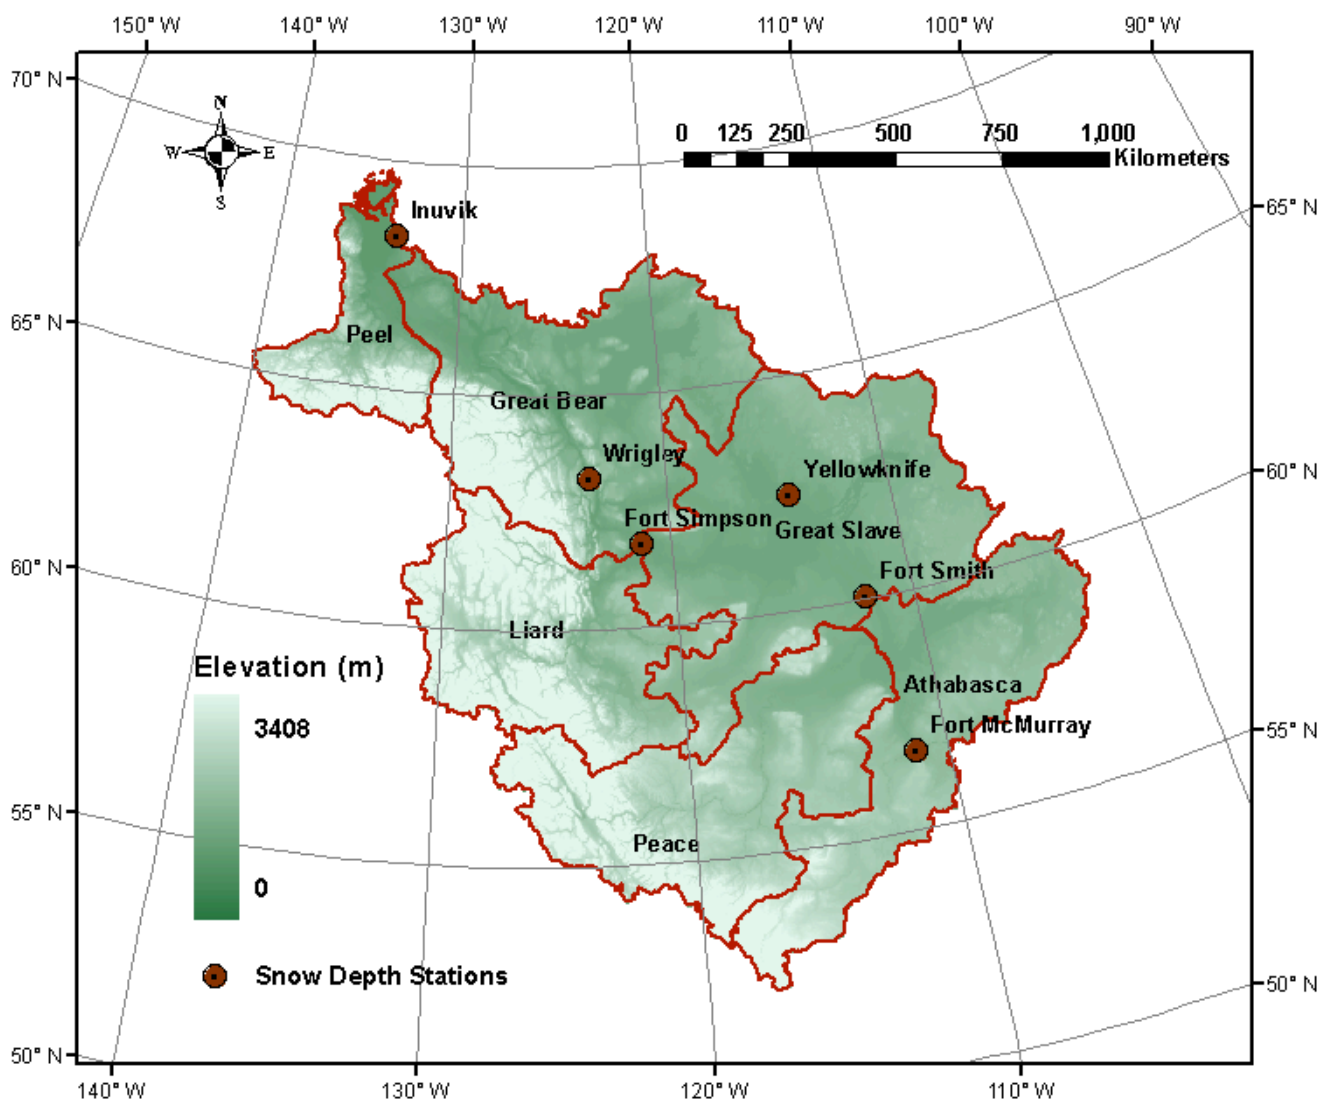 150° W
140° W
130° W
120° W
110° W
100° W
90° W
70° N
N
W
E
S
0 125 250 500 750 1,000
Kilometers
65° N
Inuvik
65° N
Peel
Great Bear
Wrigley
Yellowknife
60° N
Fort Simpson
Great Slave
60° N
Fort Smith
Liard
Elevation (m)
Athabasca
3408
Fort McMurray
55° N
55° N
Peace
0
Snow Depth Stations
50° N
50° N
140° W
130° W
120° W
110° W